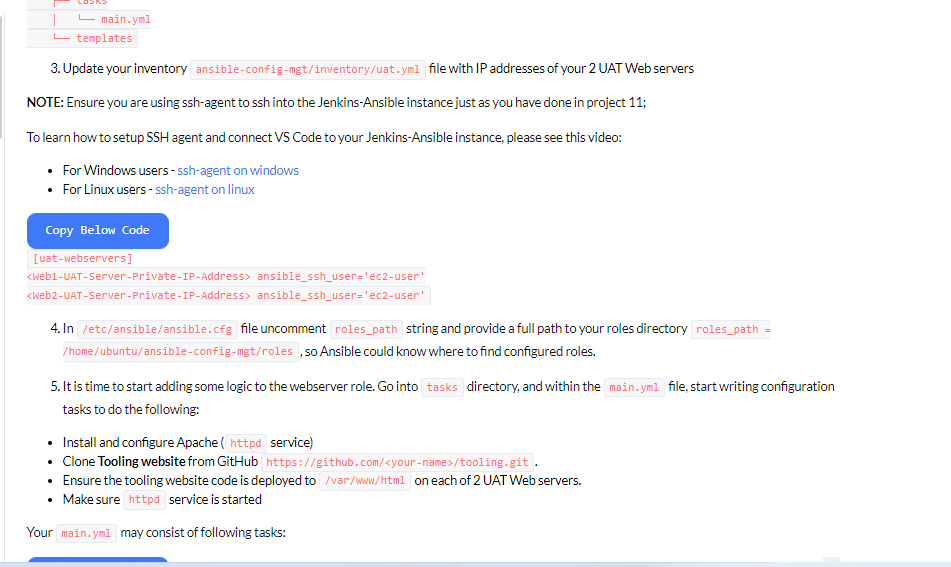 ├── tasks
│   └── main.yml
└── templates
3. Update your inventory ansible-config-mgt/inventory/uat.yml file with IP addresses of your 2 UAT Web servers
NOTE: Ensure you are using ssh-agent to ssh into the Jenkins-Ansible instance just as you have done in project 11;
To learn how to setup SSH agent and connect VS Code to your Jenkins-Ansible instance, please see this video:
• For Windows users - ssh-agent on windows
• For Linux users - ssh-agent on linux
Copy Below Code
[uat-webservers]
<Web1-UAT-Server-Private-IP-Address> ansible_ssh_user='ec2-user'
<Web2-UAT-Server-Private-IP-Address> ansible_ssh_user='ec2-user'
4. In /etc/ansible/ansible.cfg file uncomment roles_path string and provide a full path to your roles directory roles_path =
/home/ubuntu/ansible-config-mgt/roles , so Ansible could know where to find configured roles.
5. It is time to start adding some logic to the webserver role. Go into tasks directory, and within the main.yml file, start writing configuration
tasks to do the following:
• Install and configure Apache ( httpd service)
• Clone Tooling website from GitHub https://github.com/<your-name>/tooling.git .
• Ensure the tooling website code is deployed to /var/www/html on each of 2 UAT Web servers.
• Make sure httpd service is started
Your main.yml may consist of following tasks: